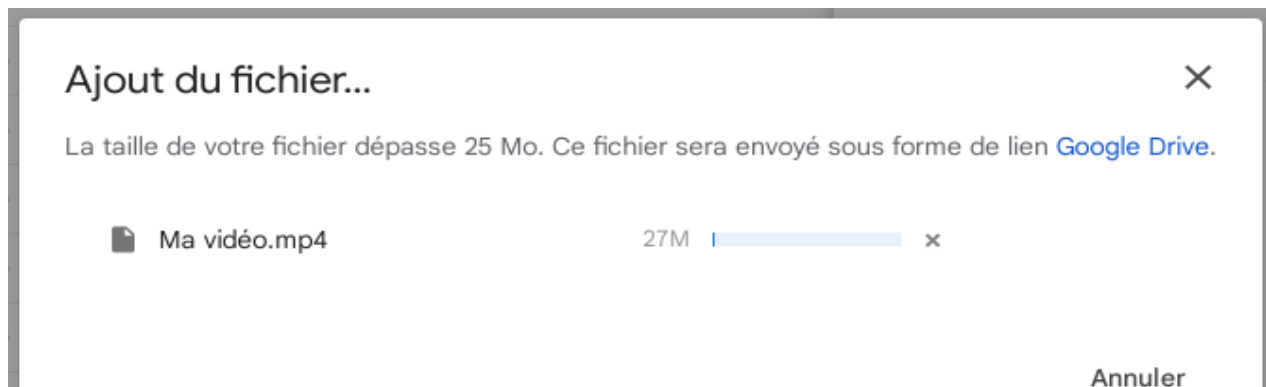 Ajout du fichier...
La taille de votre fichier dépasse 25 Mo. Ce fichier sera envoyé sous forme de lien Google Drive.
Ma vidéo.mp4 27M
Annuler